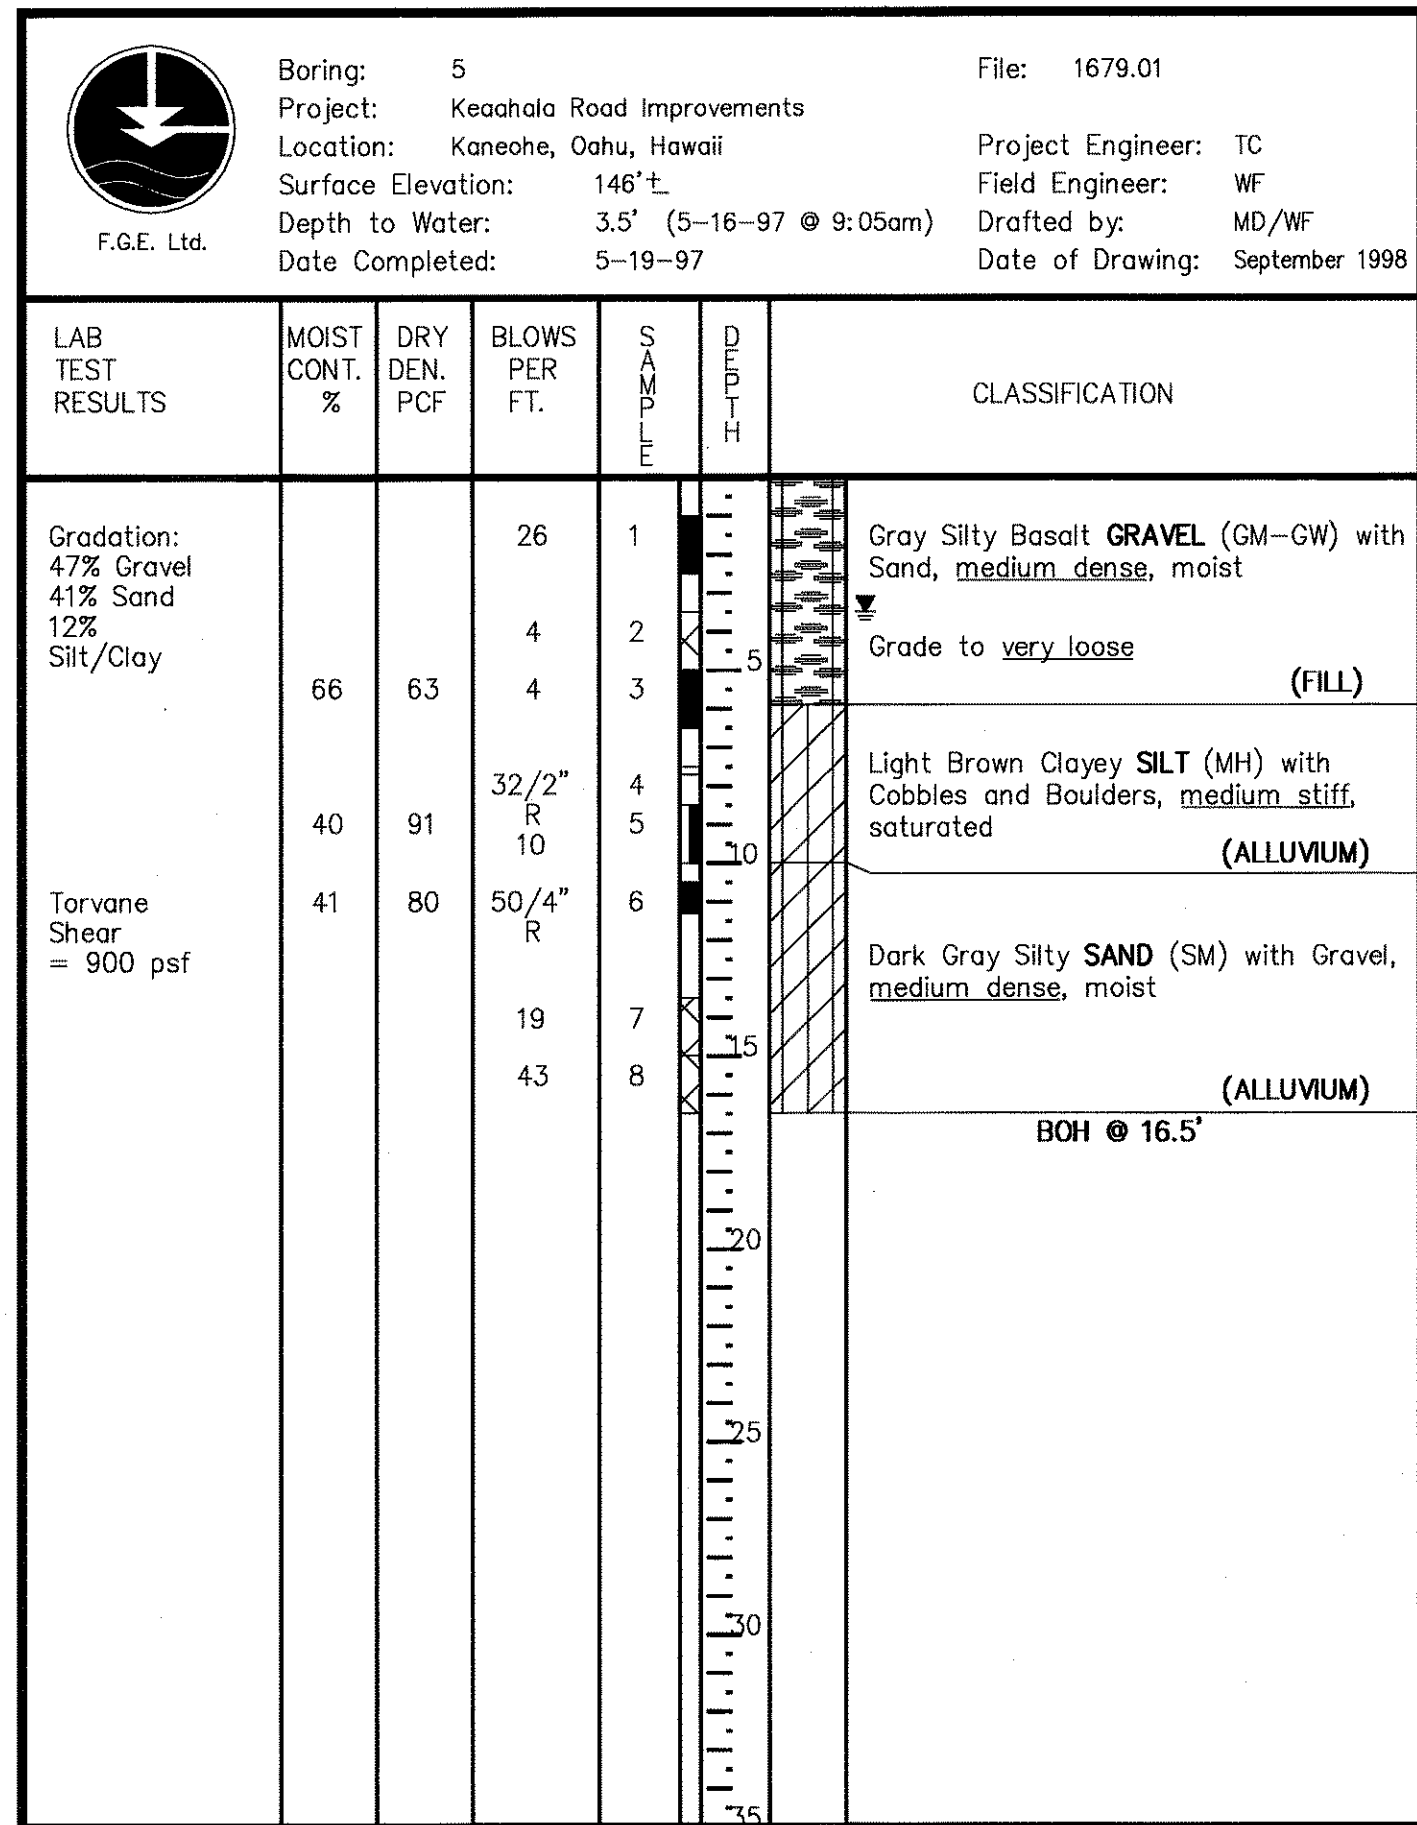 F.G.E. Ltd.
Boring: 5
File: 1679.01
Project: Keaahala Road Improvements
Location: Kaneohe, Oahu, Hawaii
Project Engineer: TC
Surface Elevation: 146'±
Field Engineer: WF
Depth to Water: 3.5' (5-16-97 @ 9:05am)
Drafted by: MD/WF
Date Completed: 5-19-97
Date of Drawing: September 1998
LAB
TEST
RESULTS
MOIST
CONT.
%
DRY
DEN.
PCF
BLOWS
PER
FT.
SAMPLE
DEPTH
CLASSIFICATION
Gradation:
47% Gravel
41% Sand
12%
Silt/Clay
26 1
Gray Silty Basalt GRAVEL (GM-GW) with
Sand, medium dense, moist
4 2
Grade to very loose
5
66 63 4 3
(FILL)
32/2" 4
R
Light Brown Clayey SILT (MH) with
Cobbles and Boulders, medium stiff,
saturated
40 91 10 5
(ALLUVIUM)
10
Torvane
Shear
= 900 psf
41 80 50/4" 6
R
Dark Gray Silty SAND (SM) with Gravel,
medium dense, moist
19 7
15
43 8
(ALLUVIUM)
BOH @ 16.5'
20
25
30
35